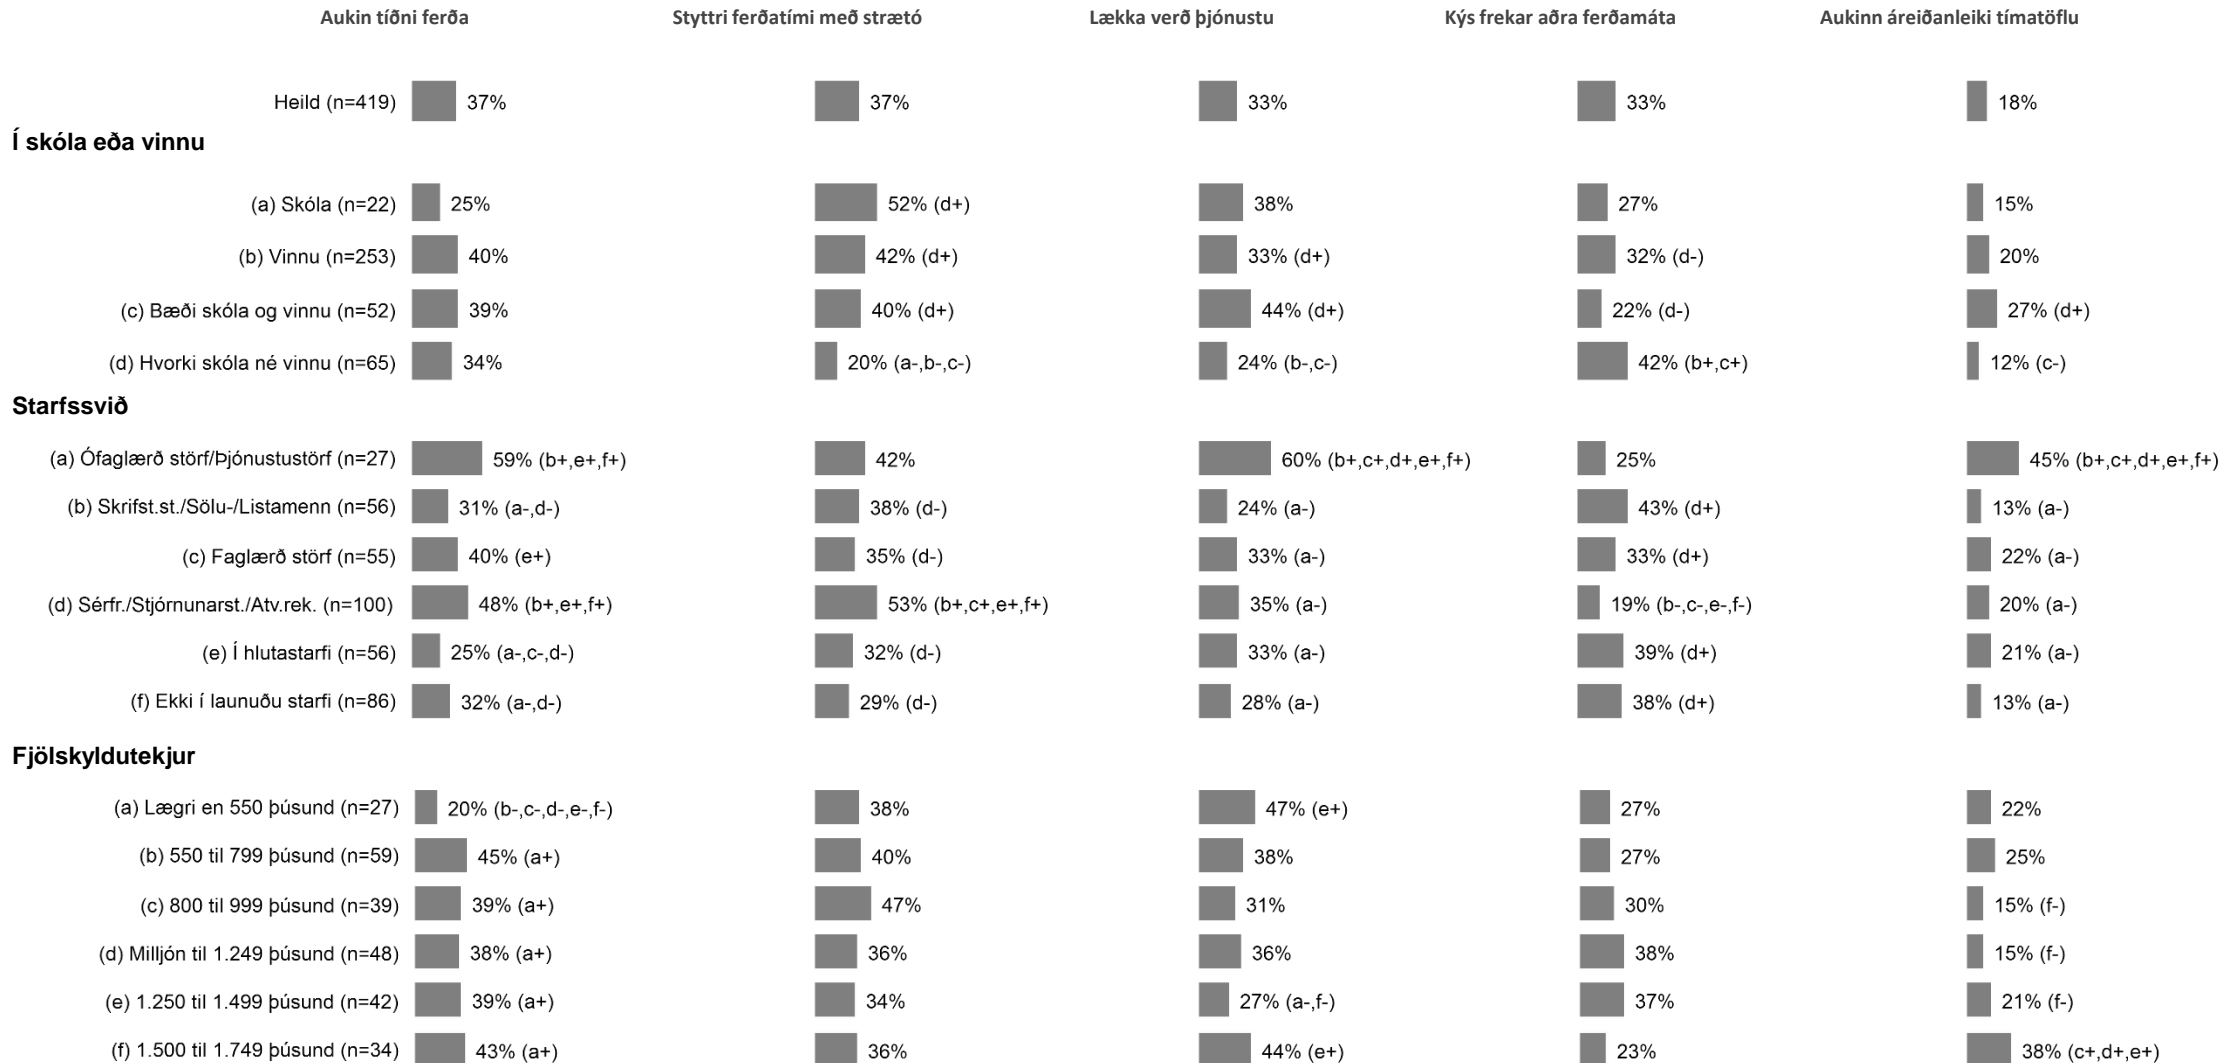 Aukin tíðni ferða Styttri ferðatími með strætó Lækka verð þjónustu Kýs frekar aðra ferðamáta Aukinn áreiðanleiki tímatöflu
Heild (n=419) 37% 37% 33% 33% 18%
Í skóla eða vinnu
(a) Skóla (n=22) 25% 52% (d+) 38% 27% 15%
(b) Vinnu (n=253) 40% 42% (d+) 33% (d+) 32% (d-) 20%
(c) Bæði skóla og vinnu (n=52) 39% 40% (d+) 44% (d+) 22% (d-) 27% (d+)
(d) Hvorki skóla né vinnu (n=65) 34% 20% (a-,b-,c-) 24% (b-,c-) 42% (b+,c+) 12% (c-)
Starfssvið
(a) Ófaglærð störf/Þjónustustörf (n=27) 59% (b+,e+,f+) 42% 60% (b+,c+,d+,e+,f+) 25% 45% (b+,c+,d+,e+,f+)
(b) Skrifst.st./Sölu-/Listamenn (n=56) 31% (a-,d-) 38% (d-) 24% (a-) 43% (d+) 13% (a-)
(c) Faglærð störf (n=55) 40% (e+) 35% (d-) 33% (a-) 33% (d+) 22% (a-)
(d) Sérfr./Stjórnunarst./Atv.rek. (n=100) 48% (b+,e+,f+) 53% (b+,c+,e+,f+) 35% (a-) 19% (b-,c-,e-,f-) 20% (a-)
(e) Í hlutastarfi (n=56) 25% (a-,c-,d-) 32% (d-) 33% (a-) 39% (d+) 21% (a-)
(f) Ekki í launuðu starfi (n=86) 32% (a-,d-) 29% (d-) 28% (a-) 38% (d+) 13% (a-)
Fjölskyldutekjur
(a) Lægri en 550 þúsund (n=27) 20% (b-,c-,d-,e-,f-) 38% 47% (e+) 27% 22%
(b) 550 til 799 þúsund (n=59) 45% (a+) 40% 38% 27% 25%
(c) 800 til 999 þúsund (n=39) 39% (a+) 47% 31% 30% 15% (f-)
(d) Milljón til 1.249 þúsund (n=48) 38% (a+) 36% 36% 38% 15% (f-)
(e) 1.250 til 1.499 þúsund (n=42) 39% (a+) 34% 27% (a-,f-) 37% 21% (f-)
(f) 1.500 til 1.749 þúsund (n=34) 43% (a+) 36% 44% (e+) 23% 38% (c+,d+,e+)